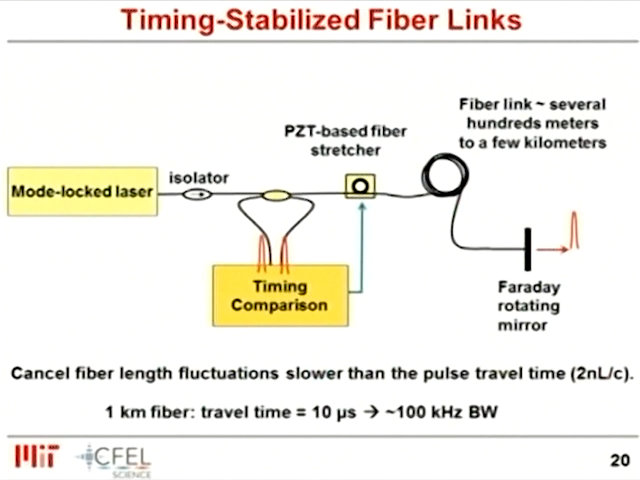 Timing-Stabilized Fiber Links
Fiber link ~ several
hundreds meters
to a few kilometers
PZT-based fiber
stretcher
isolator
Mode-locked laser
Timing
Comparison
Faraday
rotating
mirror
Cancel fiber length fluctuations slower than the pulse travel time (2nL/c).
1 km fiber: travel time = 10 µs → ~100 kHz BW
MIT
CFEL
SCIENCE
20